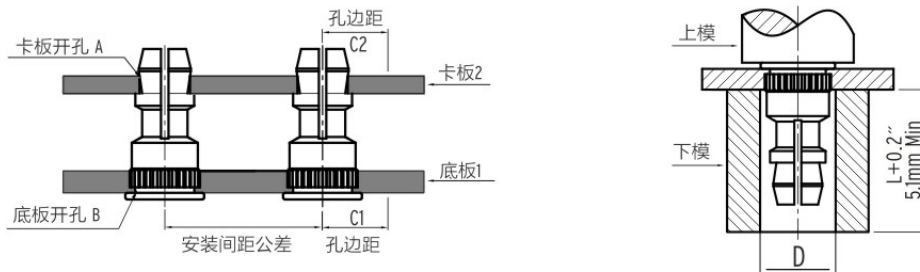 孔边距
C2
卡板开孔 A
卡板2
底板1
底板开孔 B
C1
安装间距公差
孔边距
上模
下模
L+0.2"
5.1mm Min
D